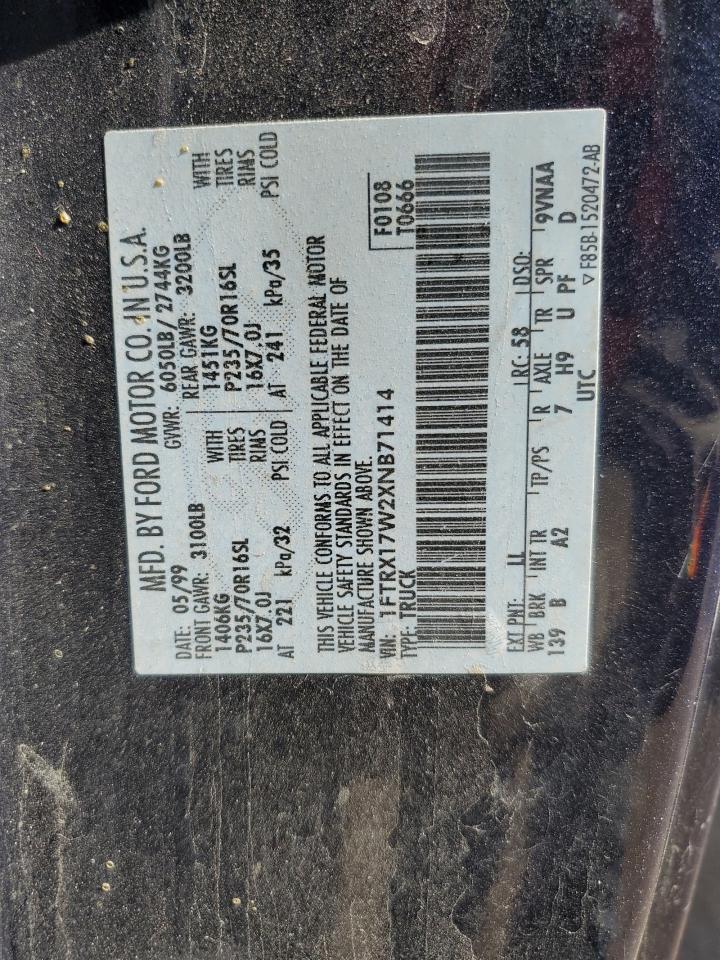 MFD. BY FORD MOTOR CO. IN U.S.A.
DATE: 05/99 GVWR: 6050LB/ 2744KG
FRONT GAWR: 3100LB REAR GAWR: 3200LB
1406KG WITH 1451KG WITH
P235/70R16SL TIRES P235/70R16SL TIRES
16X7.0J RIMS 16X7.0J RIMS
AT 221 kPa/32 PSI COLD AT 241 kPa/35 PSI COLD
THIS VEHICLE CONFORMS TO ALL APPLICABLE FEDERAL MOTOR
VEHICLE SAFETY STANDARDS IN EFFECT ON THE DATE OF
MANUFACTURE SHOWN ABOVE.
VIN: 1FTRX17W2XNB71414 F0108
TYPE: TRUCK T0666
EXT PNT: LL RC: 58 DSO:
WB BRK INT TR TP/PS R AXLE TR SPR 9VNAA
139 B A2 7 H9 U PF D
UTC ▽ F85B-1520472-AB